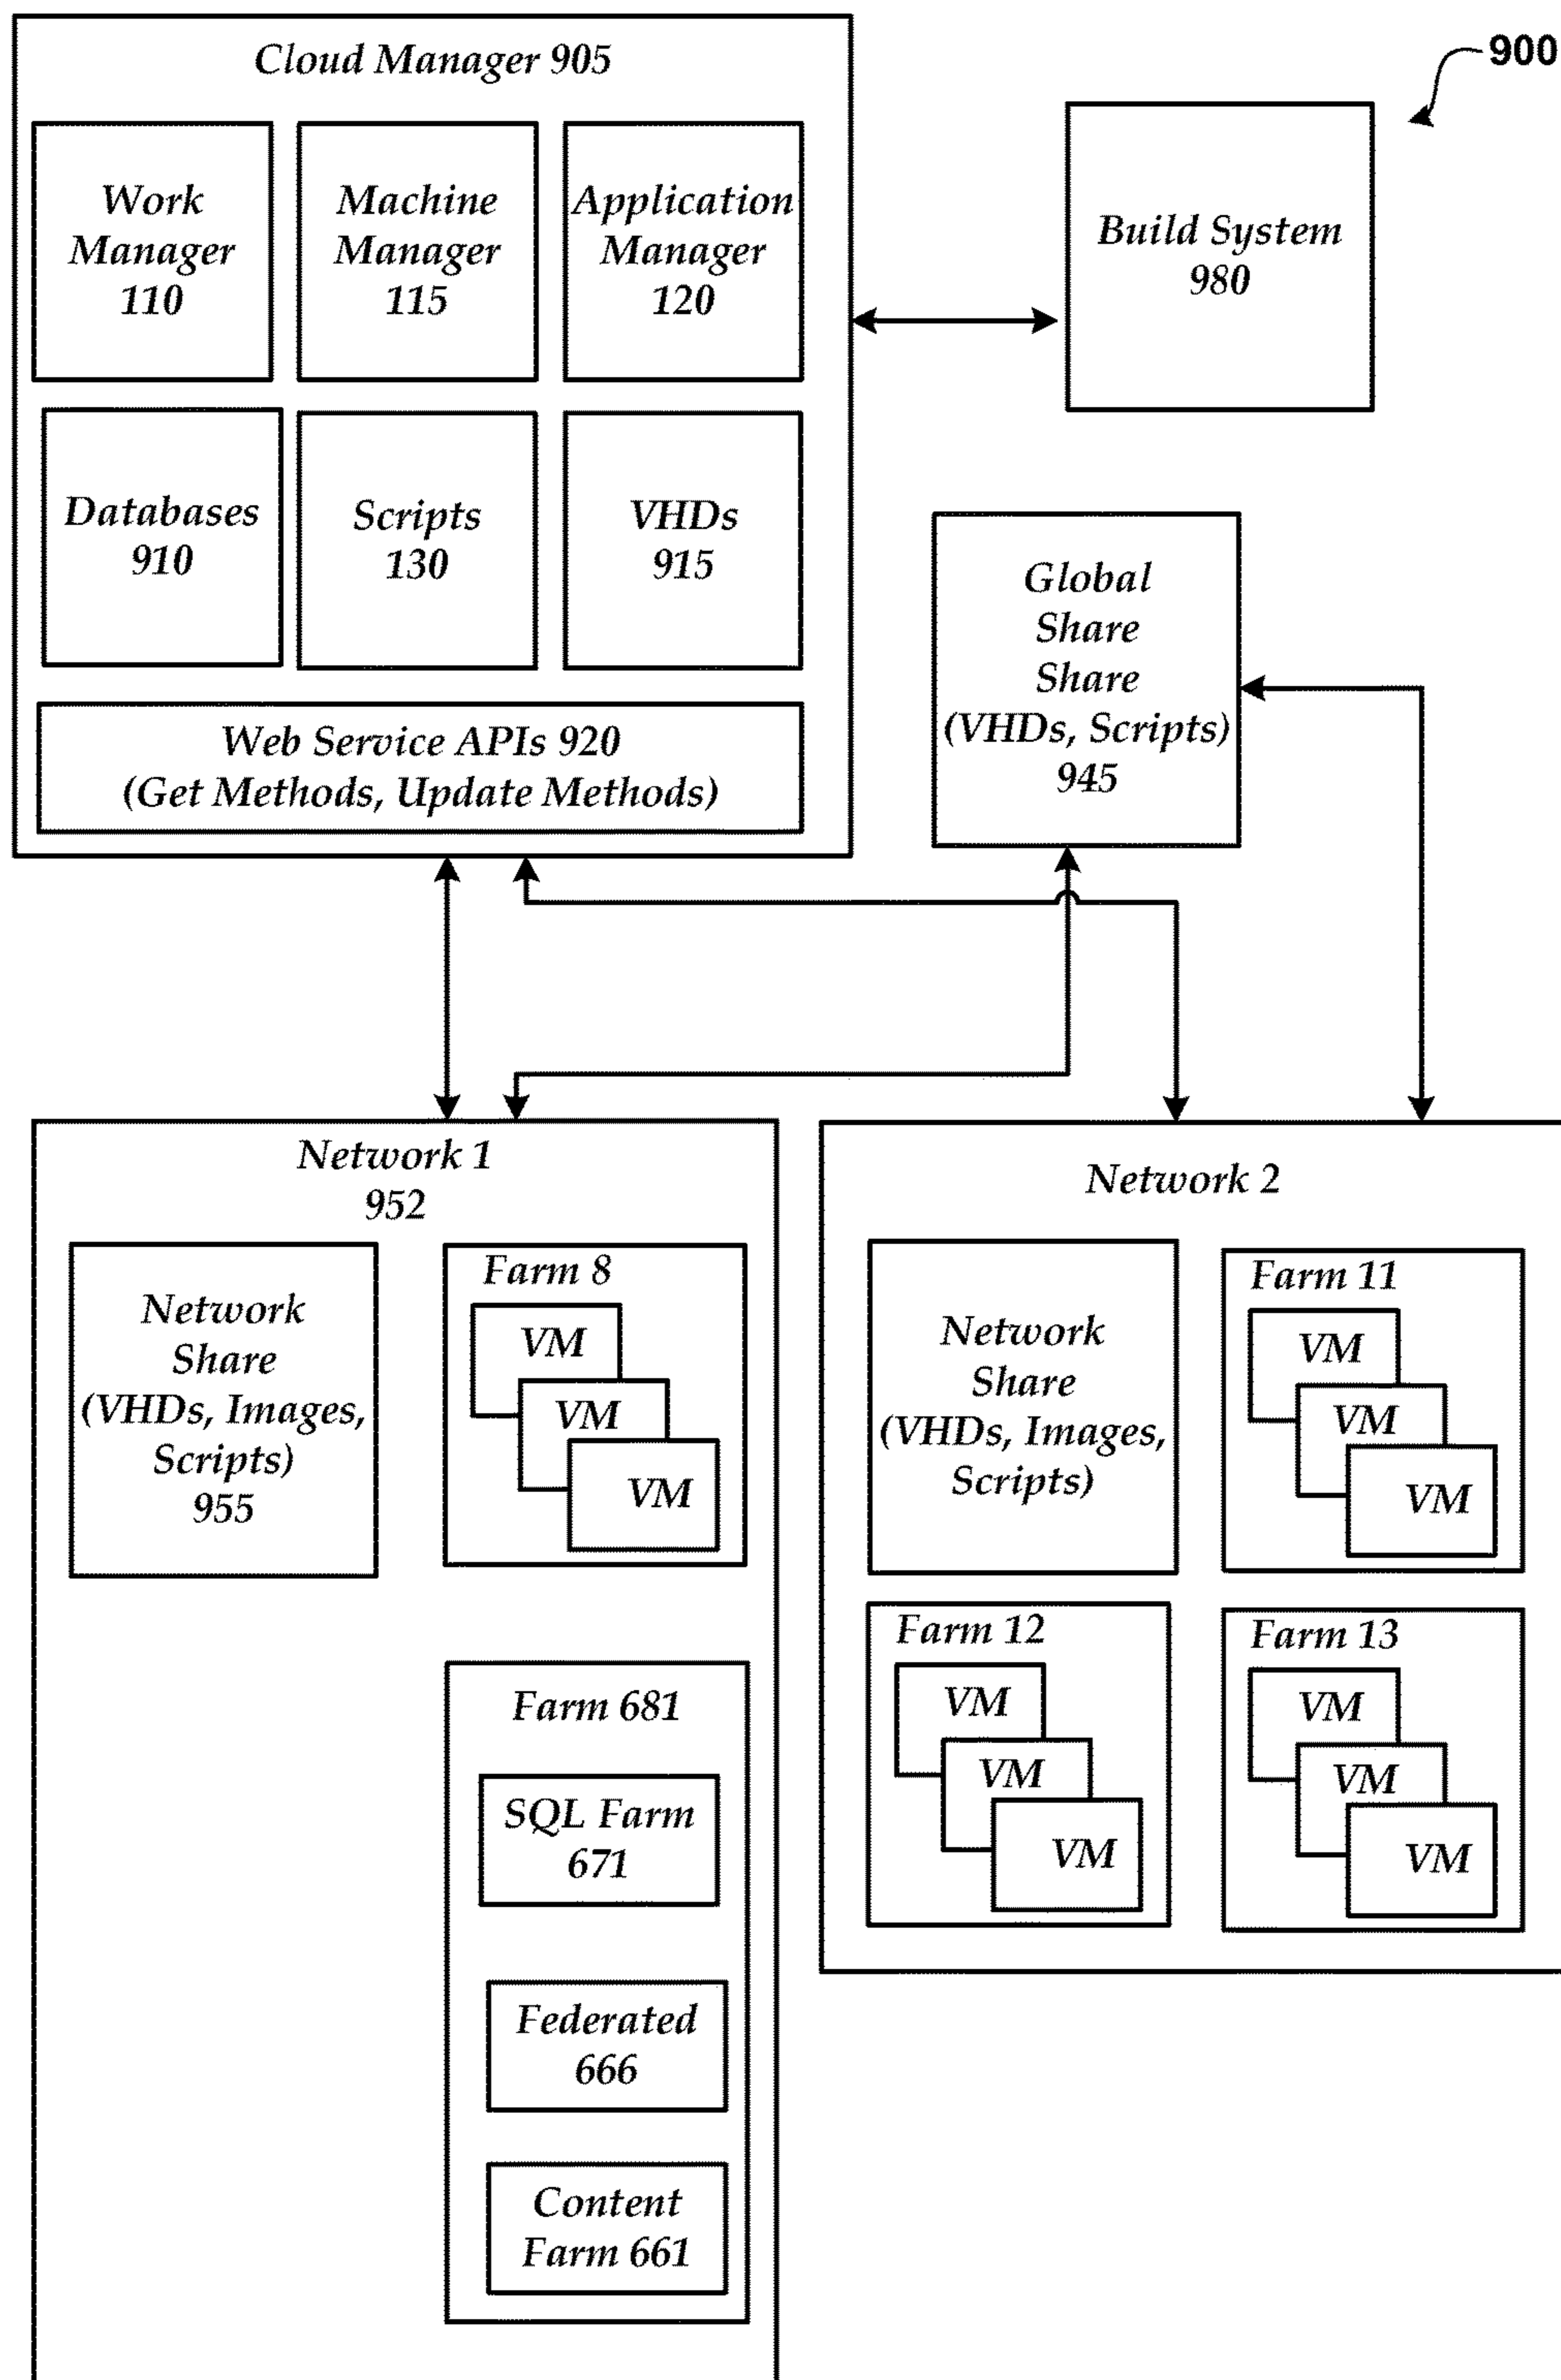 900
Cloud Manager 905
Work
Manager
110
Machine
Manager
115
Application
Manager
120
Build System
980
Databases
910
Scripts
130
VHDs
915
Web Service APIs 920
(Get Methods, Update Methods)
Global
Share
Share
(VHDs, Scripts)
945
Network 1
952
Network
Share
(VHDs, Images,
Scripts)
955
Farm 8
VM
VM
VM
Farm 681
SQL Farm
671
Federated
666
Content
Farm 661
Network 2
Network
Share
(VHDs, Images,
Scripts)
Farm 11
VM
VM
VM
Farm 12
VM
VM
VM
Farm 13
VM
VM
VM